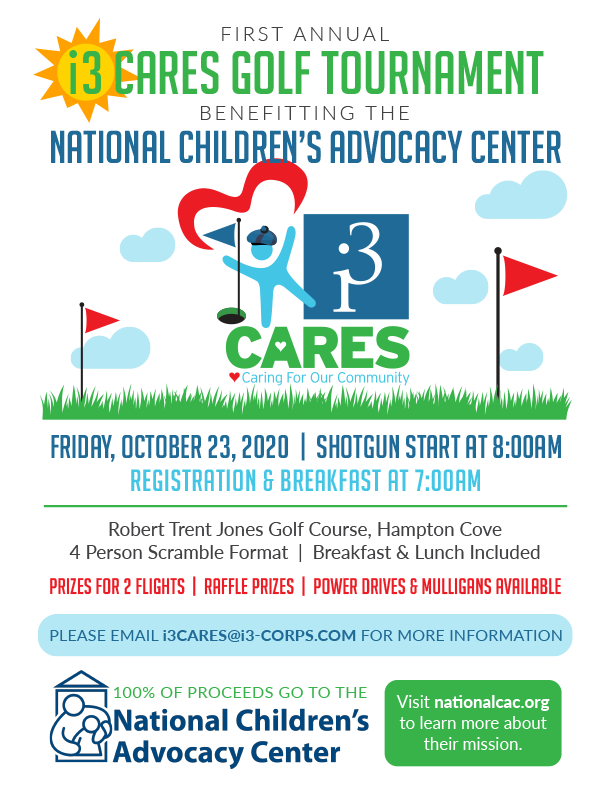 FIRST ANNUAL
i3 CARES GOLF TOURNAMENT
BENEFITTING THE
NATIONAL CHILDREN'S ADVOCACY CENTER
i3
CARES
Caring For Our Community
FRIDAY, OCTOBER 23, 2020 | SHOTGUN START AT 8:00AM
REGISTRATION & BREAKFAST AT 7:00AM
Robert Trent Jones Golf Course, Hampton Cove
4 Person Scramble Format | Breakfast & Lunch Included
PRIZES FOR 2 FLIGHTS | RAFFLE PRIZES | POWER DRIVES & MULLIGANS AVAILABLE
PLEASE EMAIL i3CARES@i3-CORPS.COM FOR MORE INFORMATION
100% OF PROCEEDS GO TO THE
National Children's
Advocacy Center
Visit nationalcac.org
to learn more about
their mission.